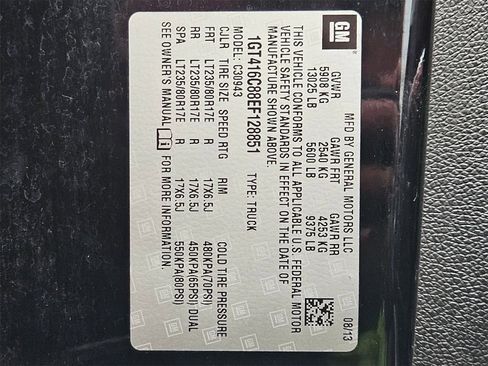 GM
MFD BY GENERAL MOTORS LLC 08/13
GVWR GAWR FRT GAWR RR
5908 KG 2540 KG 4253 KG
13025 LB 5600 LB 9375 LB
THIS VEHICLE CONFORMS TO ALL APPLICABLE U.S. FEDERAL MOTOR
VEHICLE SAFETY STANDARDS IN EFFECT ON THE DATE OF
MANUFACTURE SHOWN ABOVE.
1GT416C88EF128851 TYPE: TRUCK
MODEL: C30943
CJLR TIRE SIZE SPEED RTG RIM COLD TIRE PRESSURE
FRT LT235/80R17E R 17X6.5J 480KPA(70PSI)
RR LT235/80R17E R 17X6.5J 450KPA(65PSI) DUAL
SPA LT235/80R17E R 17X6.5J 550KPA(80PSI)
SEE OWNER'S MANUAL i FOR MORE INFORMATION.